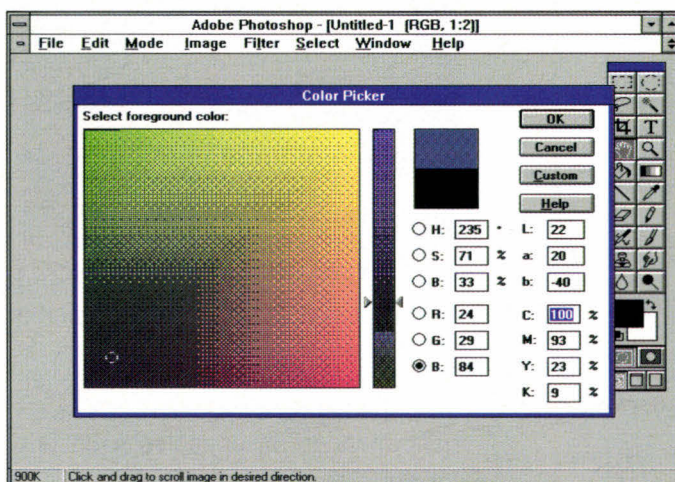 Adobe Photoshop - [Untitled-1 (RGB, 1:2)]
File Edit Mode Image Filter Select Window Help
Color Picker
Select foreground color:
OK
Cancel
Custom
Help
H: 235 ° L: 22
S: 71 % a: 20
B: 33 % b: -40
R: 24 C: 100 %
G: 29 M: 93 %
B: 84 Y: 23 %
K: 9 %
T
900K Click and drag to scroll image in desired direction.